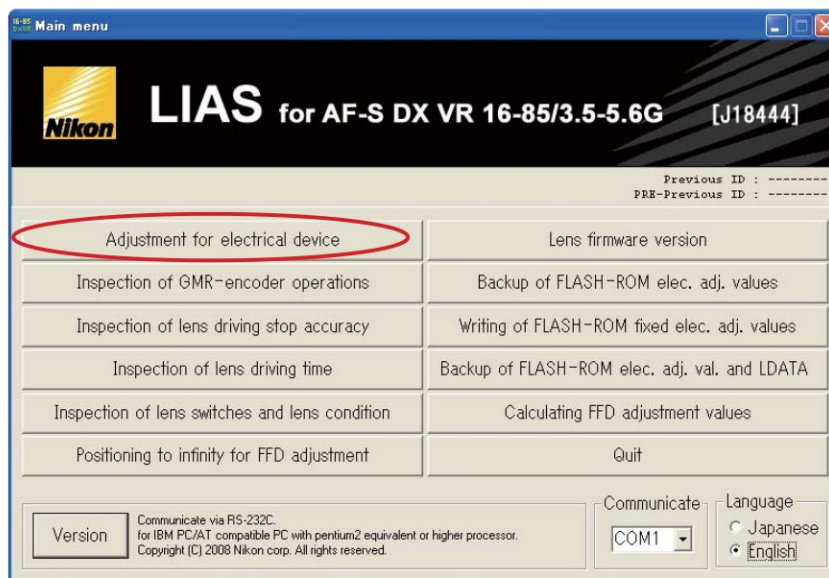 16-85
Main menu
Nikon
LIAS for AF-S DX VR 16-85/3.5-5.6G [J18444]
Previous ID : --------
PRE-Previous ID : --------
Adjustment for electrical device
Lens firmware version
Inspection of GMR-encoder operations
Backup of FLASH-ROM elec. adj. values
Inspection of lens driving stop accuracy
Writing of FLASH-ROM fixed elec. adj. values
Inspection of lens driving time
Backup of FLASH-ROM elec. adj. val. and LDATA
Inspection of lens switches and lens condition
Calculating FFD adjustment values
Positioning to infinity for FFD adjustment
Quit
Version
Communicate via RS-232C.
for IBM PC/AT compatible PC with pentium2 equivalent or higher processor.
Copyright (C) 2008 Nikon corp. All rights reserved.
Communicate
COM1
Language
Japanese
English